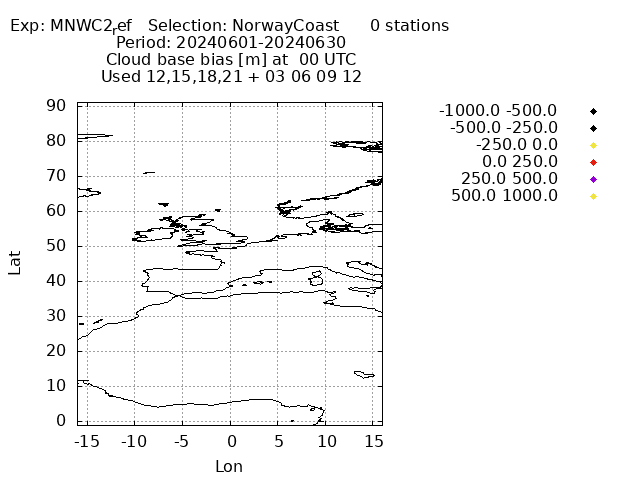 Exp: MNWC2ref Selection: NorwayCoast 0 stations
Period: 20240601-20240630
Cloud base bias [m] at 00 UTC
Used 12,15,18,21 + 03 06 09 12
-1000.0 -500.0
-500.0 -250.0
-250.0 0.0
0.0 250.0
250.0 500.0
500.0 1000.0
90
80
70
60
50
40
30
20
10
0
Lat
-15 -10 -5 0 5 10 15
Lon